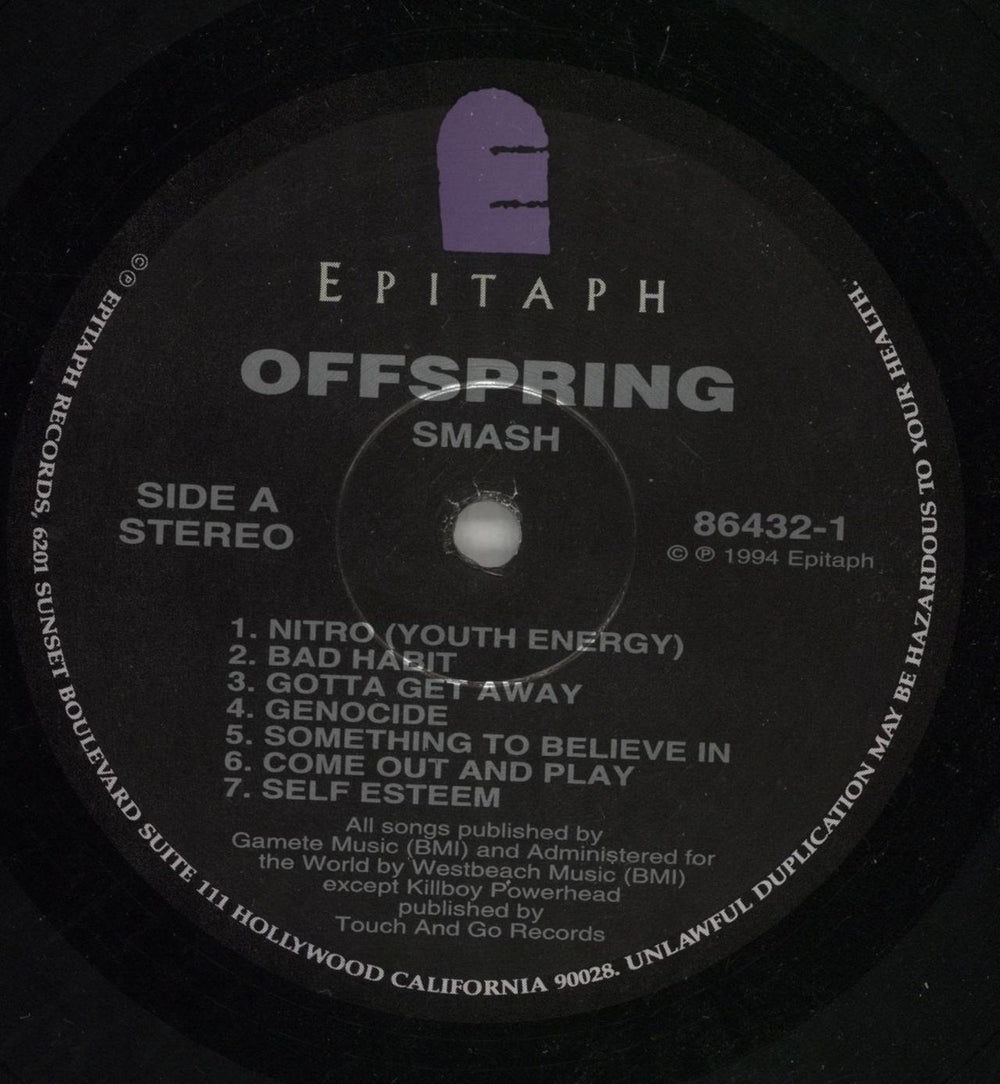 EPITAPH
OFFSPRING
SMASH
SIDE A
STEREO
86432-1
© ℗ 1994 Epitaph
1. NITRO (YOUTH ENERGY)
2. BAD HABIT
3. GOTTA GET AWAY
4. GENOCIDE
5. SOMETHING TO BELIEVE IN
6. COME OUT AND PLAY
7. SELF ESTEEM
All songs published by
Gamete Music (BMI) and Administered for
the World by Westbeach Music (BMI)
except Killboy Powerhead
published by
Touch And Go Records
©℗ EPITAPH RECORDS, 6201 SUNSET BOULEVARD SUITE 111 HOLLYWOOD CALIFORNIA 90028. UNLAWFUL DUPLICATION MAY BE HAZARDOUS TO YOUR HEALTH.